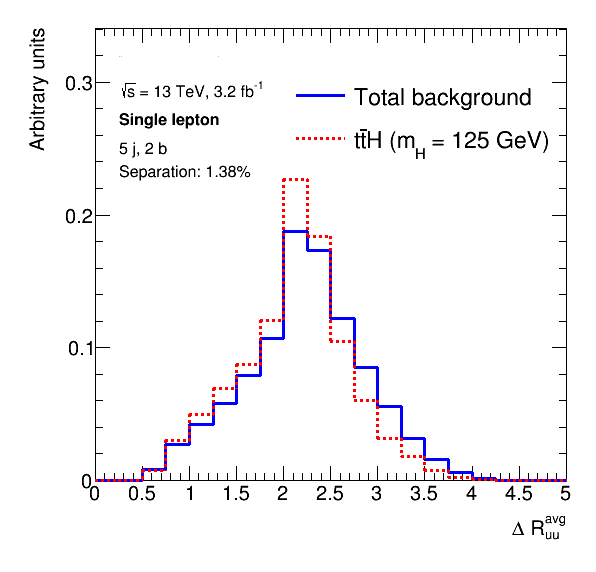 Arbitrary units
√s = 13 TeV, 3.2 fb⁻¹
Single lepton
5 j, 2 b
Separation: 1.38%
Total background
tt̄H (m_H = 125 GeV)
0.3
0.2
0.1
0
0 0.5 1 1.5 2 2.5 3 3.5 4 4.5 5
Δ R_uu^avg